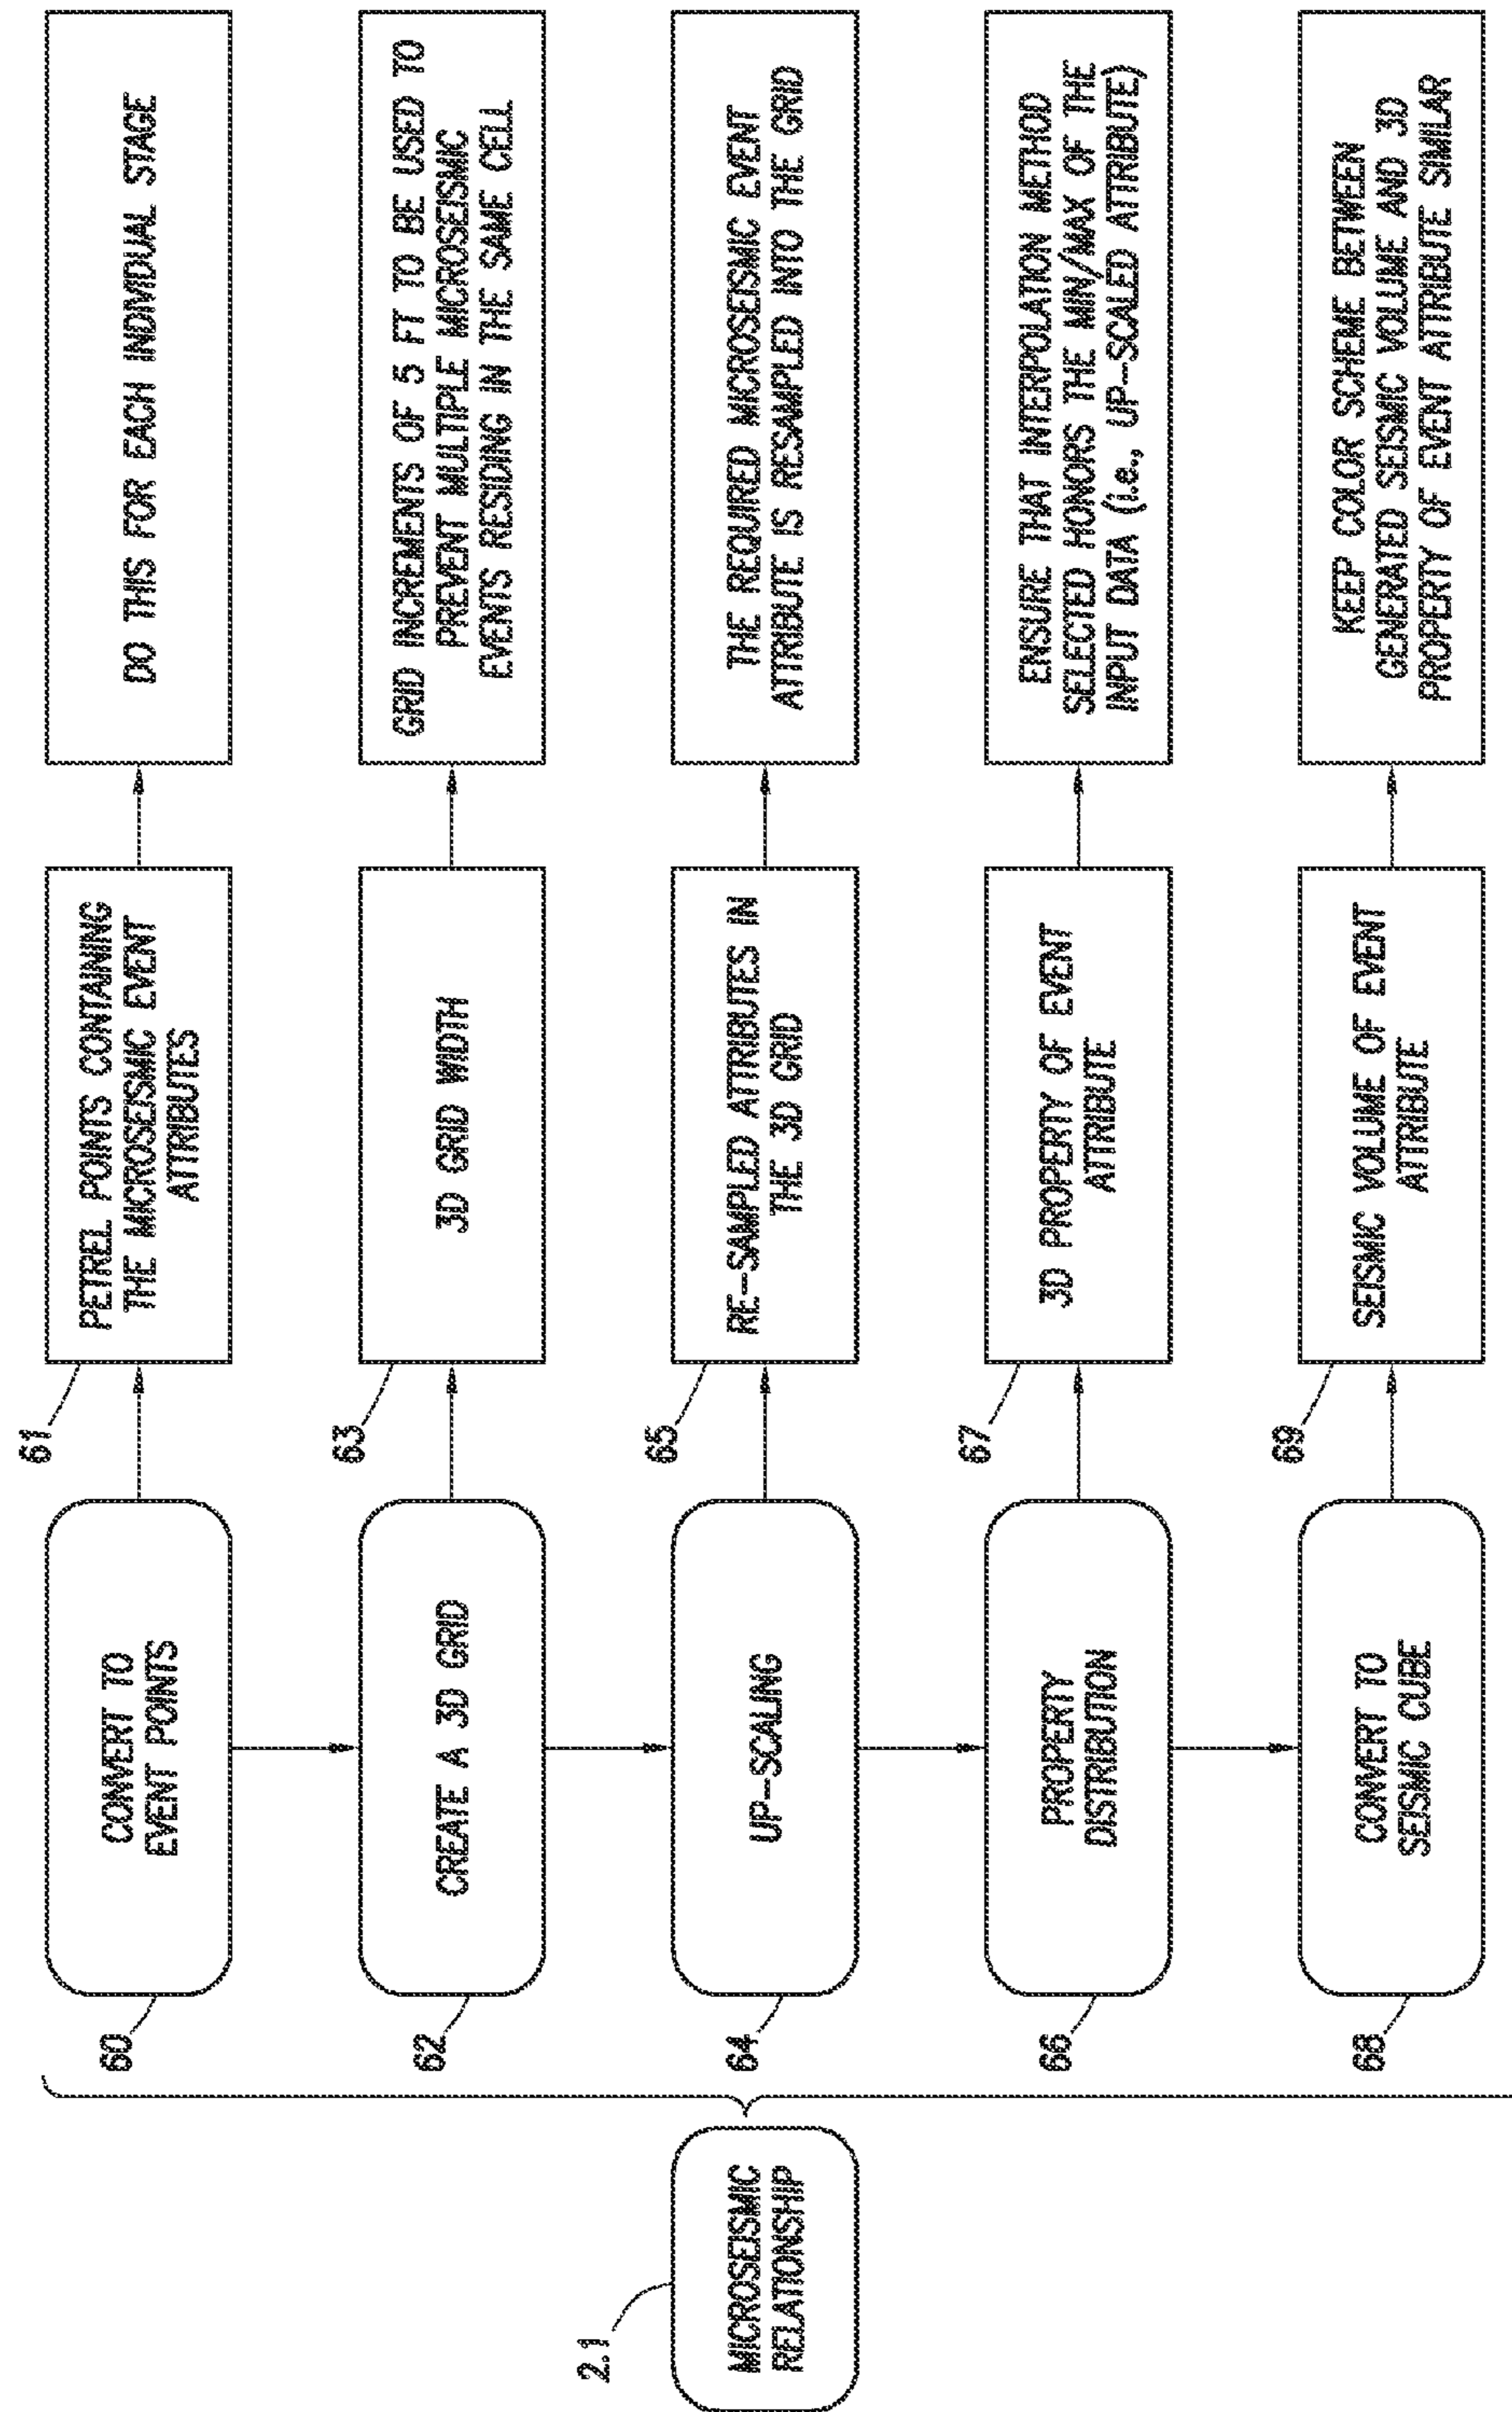 2.1
MICROSEISMIC
RELATIONSHIP
60
CONVERT TO
EVENT POINTS
61
PETREL POINTS CONTAINING
THE MICROSEISMIC EVENT
ATTRIBUTES
DO THIS FOR EACH INDIVIDUAL STAGE
62
CREATE A 3D GRID
63
3D GRID WIDTH
GRID INCREMENTS OF 5 FT TO BE USED TO
PREVENT MULTIPLE MICROSEISMIC
EVENTS RESIDING IN THE SAME CELL
64
UP-SCALING
65
RE-SAMPLED ATTRIBUTES IN
THE 3D GRID
THE REQUIRED MICROSEISMIC EVENT
ATTRIBUTE IS RESAMPLED INTO THE GRID
66
PROPERTY
DISTRIBUTION
67
3D PROPERTY OF EVENT
ATTRIBUTE
ENSURE THAT INTERPOLATION METHOD
SELECTED HONORS THE MIN/MAX OF THE
INPUT DATA (i.e., UP-SCALED ATTRIBUTE)
68
CONVERT TO
SEISMIC CUBE
69
SEISMIC VOLUME OF EVENT
ATTRIBUTE
KEEP COLOR SCHEME BETWEEN
GENERATED SEISMIC VOLUME AND 3D
PROPERTY OF EVENT ATTRIBUTE SIMILAR